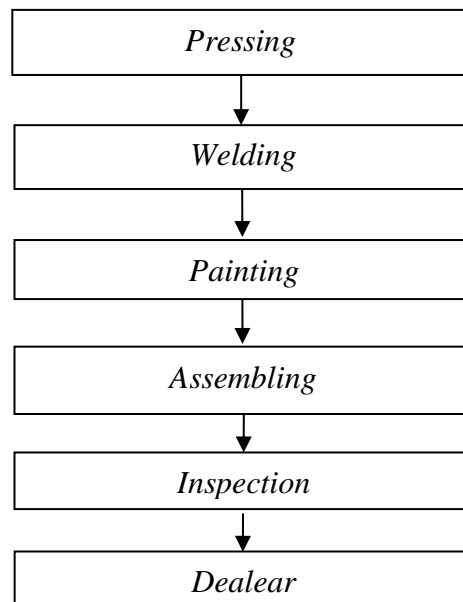 Pressing
Welding
Painting
Assembling
Inspection
Dealear